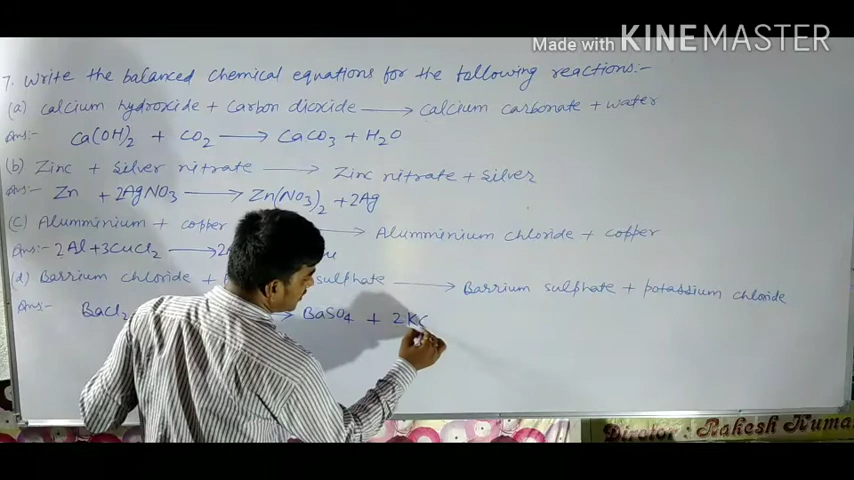 Made with KINEMASTER
7. Write the balanced chemical equations for the following reactions:-
(a) Calcium hydroxide + Carbon dioxide ⟶ Calcium carbonate + water
Ans:- Ca(OH)₂ + CO₂ ⟶ CaCO₃ + H₂O
(b) Zinc + Silver nitrate ⟶ Zinc nitrate + Silver
Ans:- Zn + 2AgNO₃ ⟶ Zn(NO₃)₂ + 2Ag
(c) Alumminium + copper ⟶ Alumminium chloride + copper
Ans:- 2Al + 3CuCl₂ ⟶ 2
(d) Barrium chloride + sulphate ⟶ Barrium sulphate + potassium chloride
Ans:- BaCl₂ → BaSO₄ + 2K
Dirctor - Rakesh Kuma